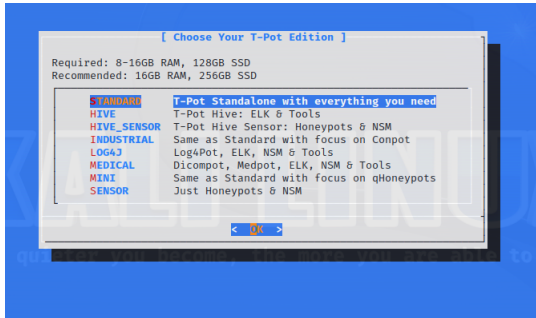 [ Choose Your T-Pot Edition ]
Required: 8-16GB RAM, 128GB SSD
Recommended: 16GB RAM, 256GB SSD
STANDARD T-Pot Standalone with everything you need
HIVE T-Pot Hive: ELK & Tools
HIVE_SENSOR T-Pot Hive Sensor: Honeypots & NSM
INDUSTRIAL Same as Standard with focus on Conpot
LOG4J Log4Pot, ELK, NSM & Tools
MEDICAL Dicompot, Medpot, ELK, NSM & Tools
MINI Same as Standard with focus on qHoneypots
SENSOR Just Honeypots & NSM
< Ok >
KALI LINUX
quieter you become, the more you are able to